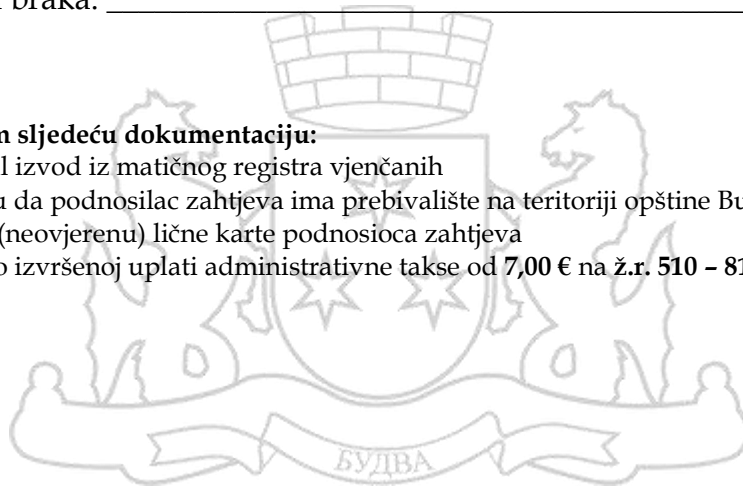 braka:
m sljedeću dokumentaciju:
l izvod iz matičnog registra vjenčanih
u da podnosilac zahtjeva ima prebivalište na teritoriji opštine Bu
(neovjerenu) lične karte podnosioca zahtjeva
o izvršenoj uplati administrativne takse od 7,00 € na ž.r. 510 – 81
БУДВА